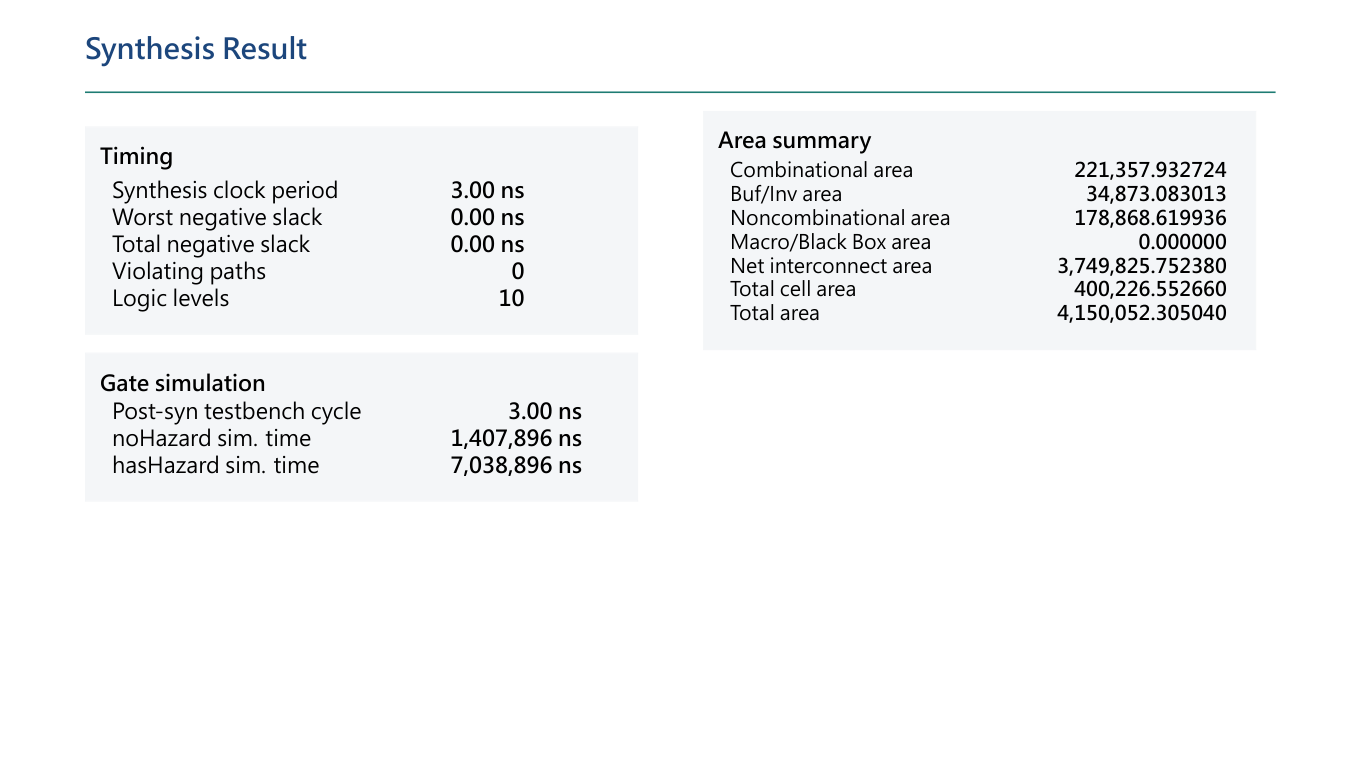 Synthesis Result
Timing
Synthesis clock period 3.00 ns
Worst negative slack 0.00 ns
Total negative slack 0.00 ns
Violating paths 0
Logic levels 10
Gate simulation
Post-syn testbench cycle 3.00 ns
noHazard sim. time 1,407,896 ns
hasHazard sim. time 7,038,896 ns
Area summary
Combinational area 221,357.932724
Buf/Inv area 34,873.083013
Noncombinational area 178,868.619936
Macro/Black Box area 0.000000
Net interconnect area 3,749,825.752380
Total cell area 400,226.552660
Total area 4,150,052.305040